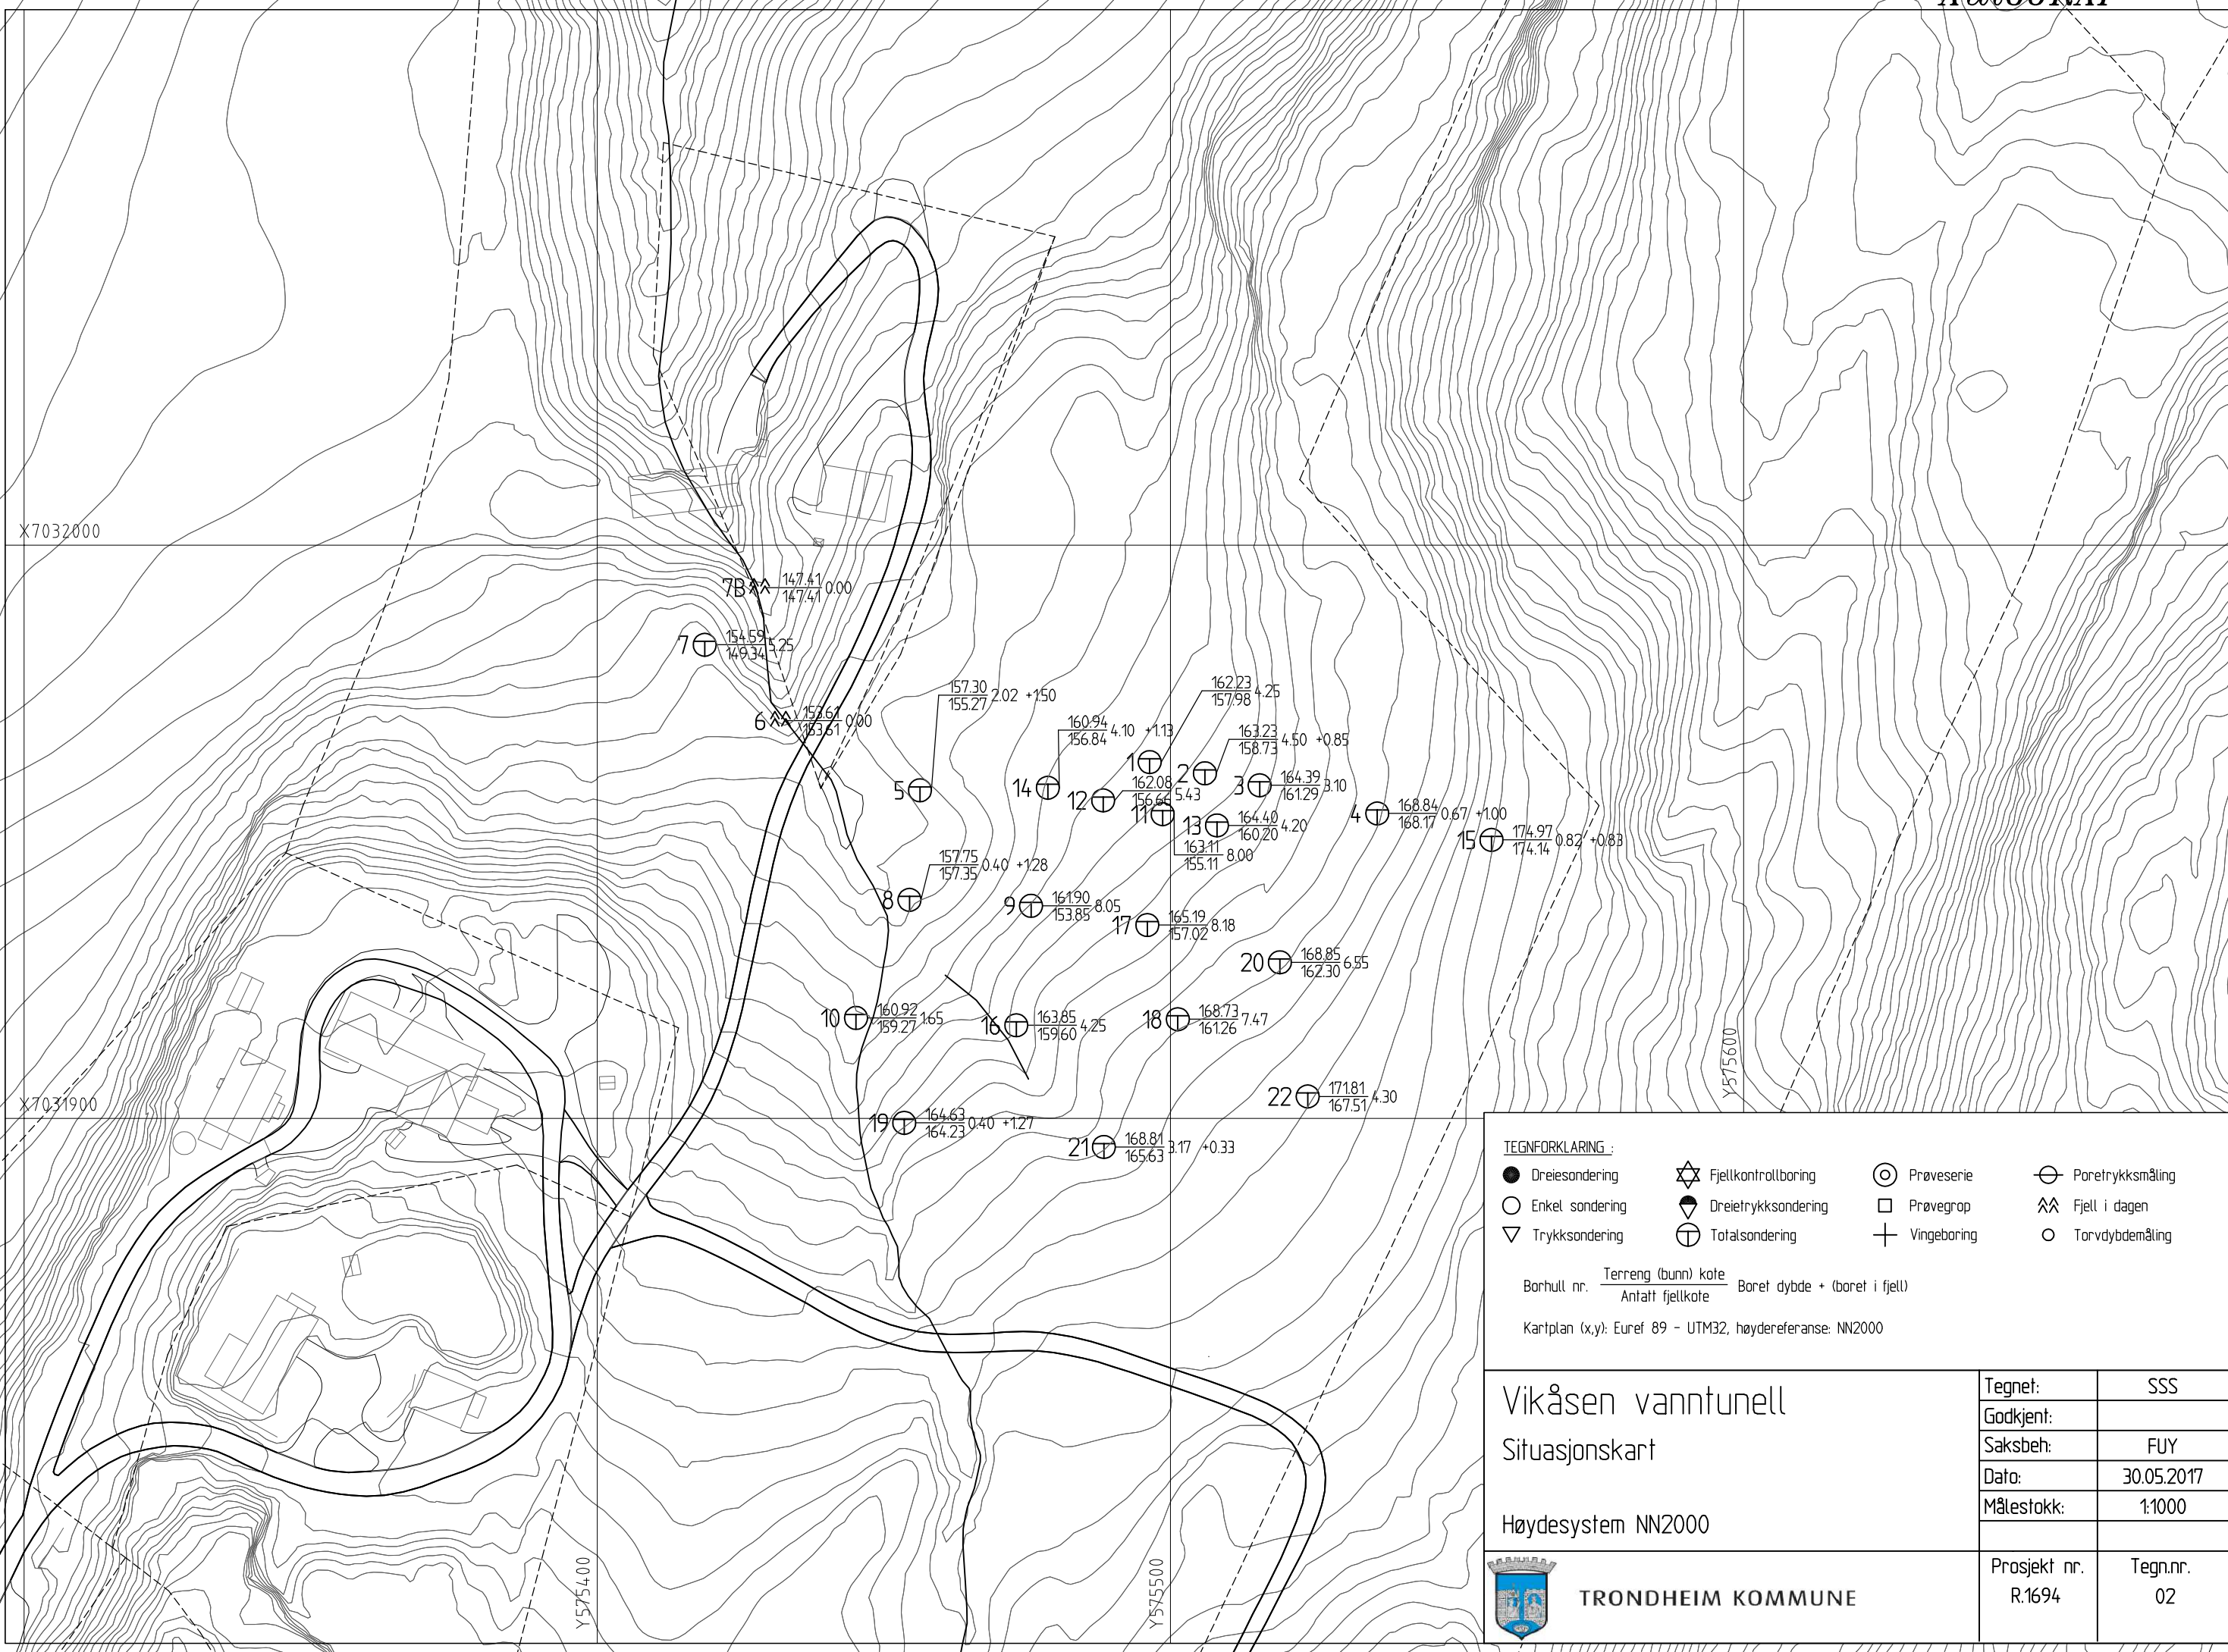 X7032000
7B 147.41 0.00
147.41
7 154.59 5.25
149.34
6 153.61 0.00
153.61
157.30 2.02 +1.50
155.27
5
160.94 4.10 +1.13
156.84
14
162.23 4.25
157.98
1
163.23 4.50 +0.85
158.73
2
12 162.08 5.43
156.66
3 164.39 3.10
161.29
11
13 164.40 4.20
160.20
163.11 8.00
155.11
4 168.84 0.67 +1.00
168.17
15 174.97 0.82 +0.83
174.14
157.75 0.40 +1.28
157.35
8
9 161.90 8.05
153.85
17 165.19 8.18
157.02
20 168.85 6.55
162.30
10 160.92 1.65
159.27
16 163.85 4.25
159.60
18 168.73 7.47
161.26
22 171.81 4.30
167.51
X7031900
19 164.63 0.40 +1.27
164.23
21 168.81 3.17 +0.33
165.63
Y575600
Y575400
Y575500
TEGNFORKLARING :
Dreiesondering Fjellkontrollboring Prøveserie Poretrykksmåling
Enkel sondering Dreietrykksondering Prøvegrop Fjell i dagen
Trykksondering Totalsondering Vingeboring Torvdybdemåling
Borhull nr. Terreng (bunn) kote Boret dybde + (boret i fjell)
Antatt fjellkote
Kartplan (x,y): Euref 89 - UTM32, høydereferanse: NN2000
Vikåsen vanntunell
Situasjonskart
Høydesystem NN2000
Tegnet: SSS
Godkjent:
Saksbeh: FUY
Dato: 30.05.2017
Målestokk: 1:1000
TRONDHEIM KOMMUNE
Prosjekt nr. Tegn.nr.
R.1694 02